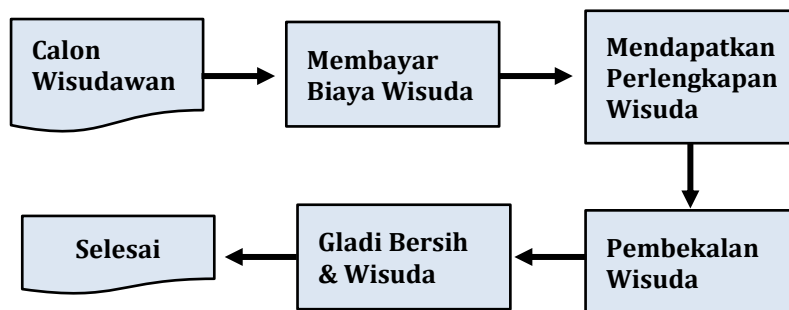 Calon
Wisudawan
Membayar
Biaya Wisuda
Mendapatkan
Perlengkapan
Wisuda
Pembekalan
Wisuda
Gladi Bersih
& Wisuda
Selesai